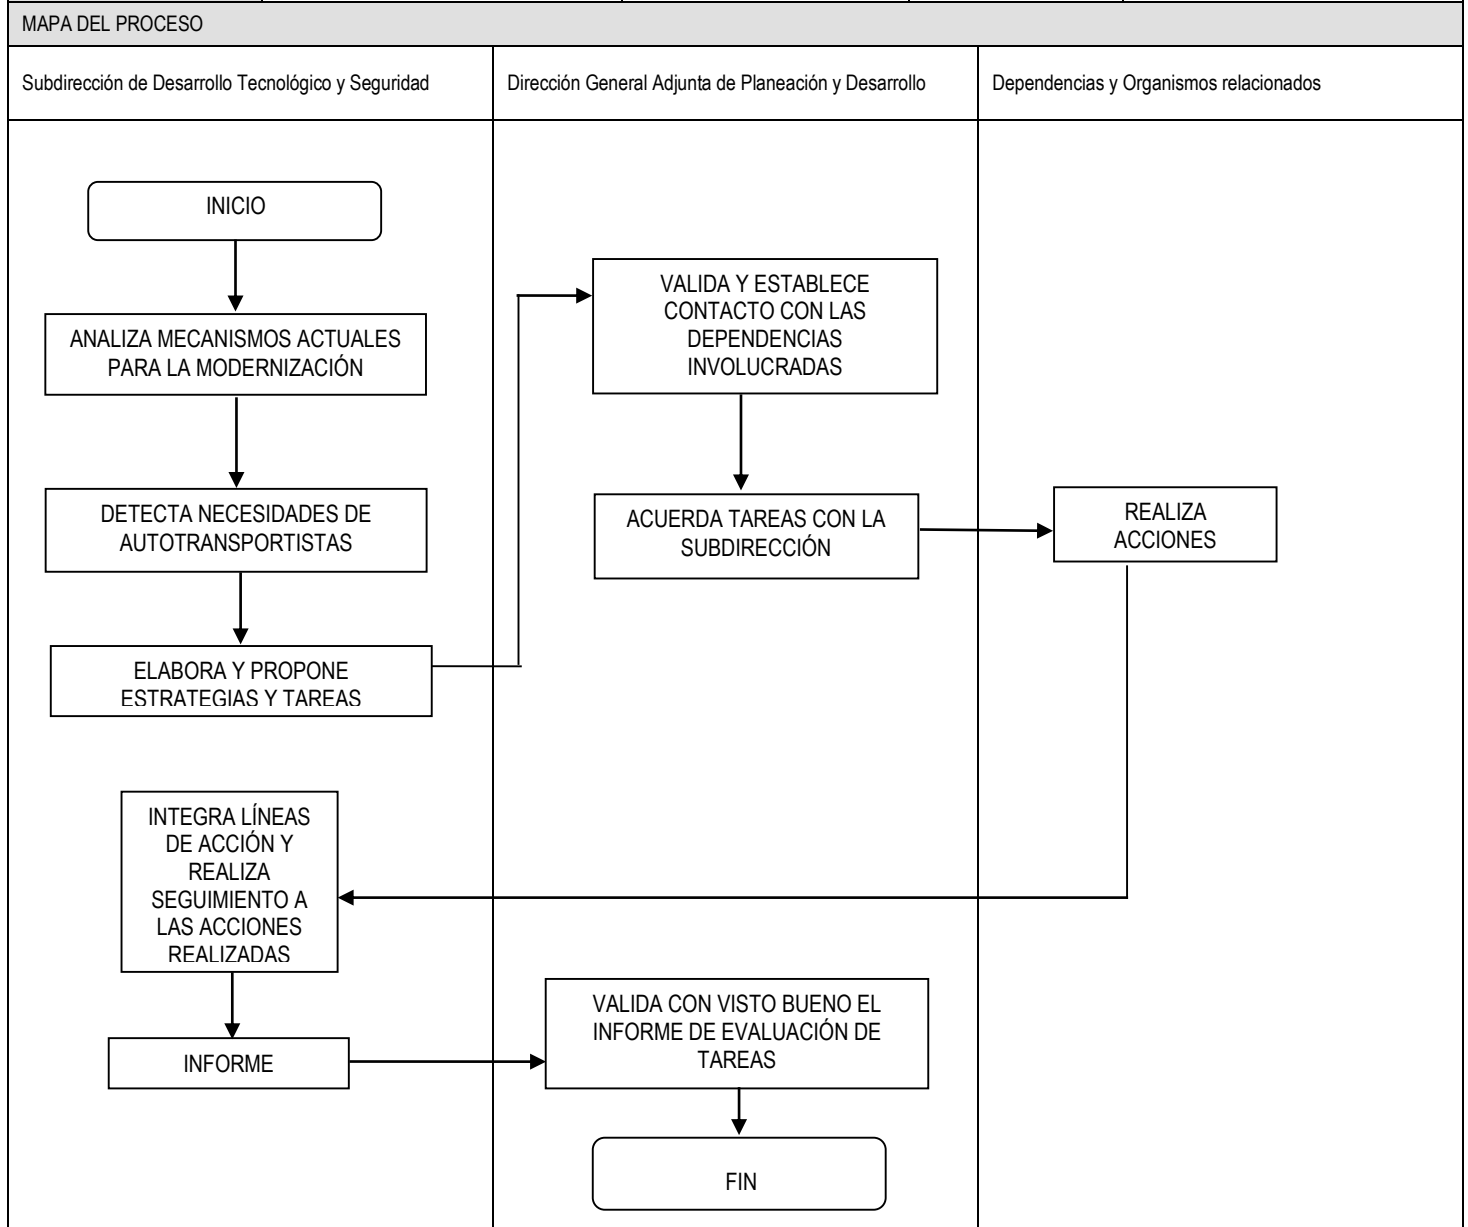 MAPA DEL PROCESO
Subdirección de Desarrollo Tecnológico y Seguridad
Dirección General Adjunta de Planeación y Desarrollo
Dependencias y Organismos relacionados
INICIO
ANALIZA MECANISMOS ACTUALES
PARA LA MODERNIZACIÓN
DETECTA NECESIDADES DE
AUTOTRANSPORTISTAS
ELABORA Y PROPONE
ESTRATEGIAS Y TAREAS
VALIDA Y ESTABLECE
CONTACTO CON LAS
DEPENDENCIAS
INVOLUCRADAS
ACUERDA TAREAS CON LA
SUBDIRECCIÓN
REALIZA
ACCIONES
INTEGRA LÍNEAS
DE ACCIÓN Y
REALIZA
SEGUIMIENTO A
LAS ACCIONES
REALIZADAS
INFORME
VALIDA CON VISTO BUENO EL
INFORME DE EVALUACIÓN DE
TAREAS
FIN